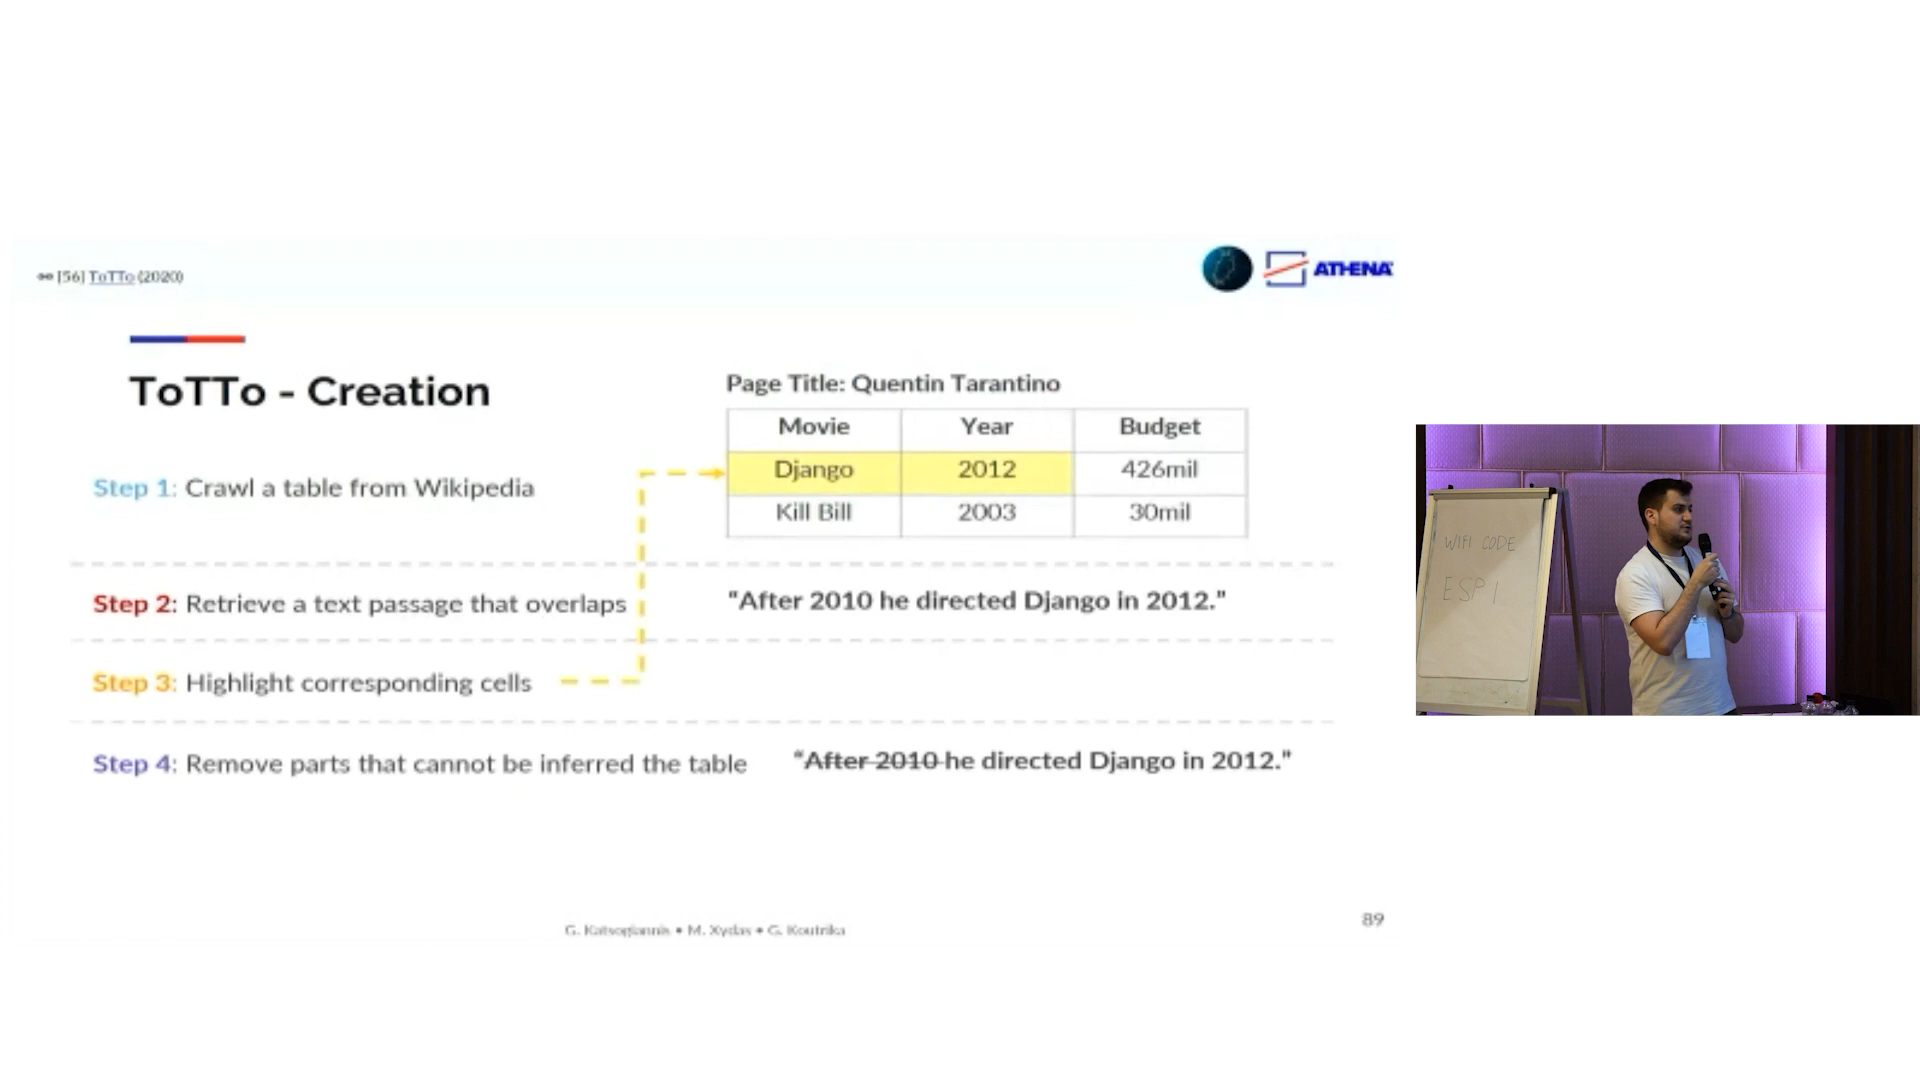 [56] ToTTo (2020)
ATHENA
ToTTo - Creation
Page Title: Quentin Tarantino
Movie Year Budget
Django 2012 426mil
Kill Bill 2003 30mil
Step 1: Crawl a table from Wikipedia
Step 2: Retrieve a text passage that overlaps
“After 2010 he directed Django in 2012.”
Step 3: Highlight corresponding cells
Step 4: Remove parts that cannot be inferred the table
“After 2010 he directed Django in 2012.”
G. Katsogiannis • M. Xydas • G. Koutrika
89
WIFI CODE
ESP1